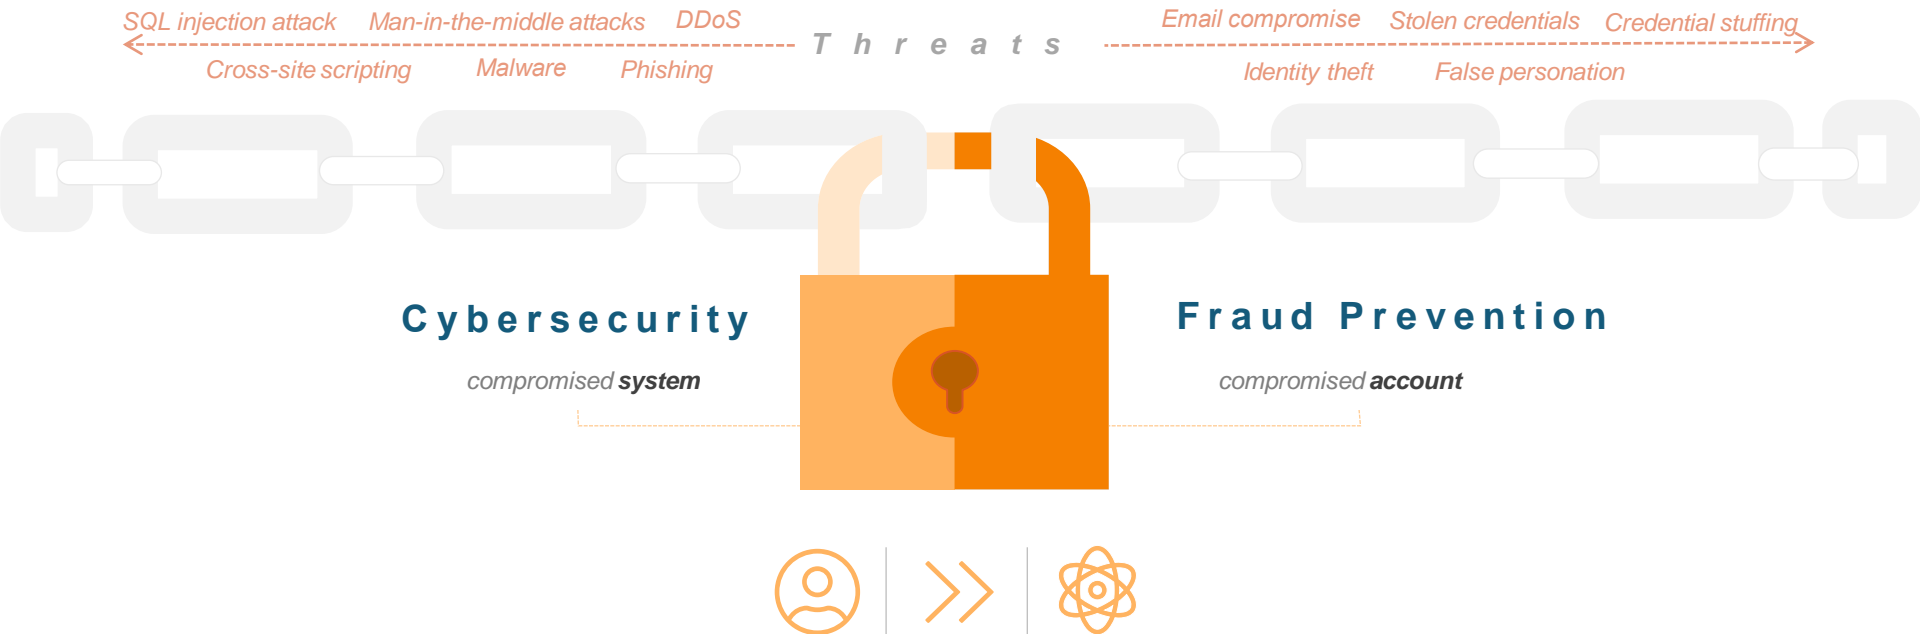 SQL injection attack Man-in-the-middle attacks DDoS
Email compromise Stolen credentials Credential stuffing
Threats
Cross-site scripting Malware Phishing
Identity theft False personation
Cybersecurity
compromised system
Fraud Prevention
compromised account